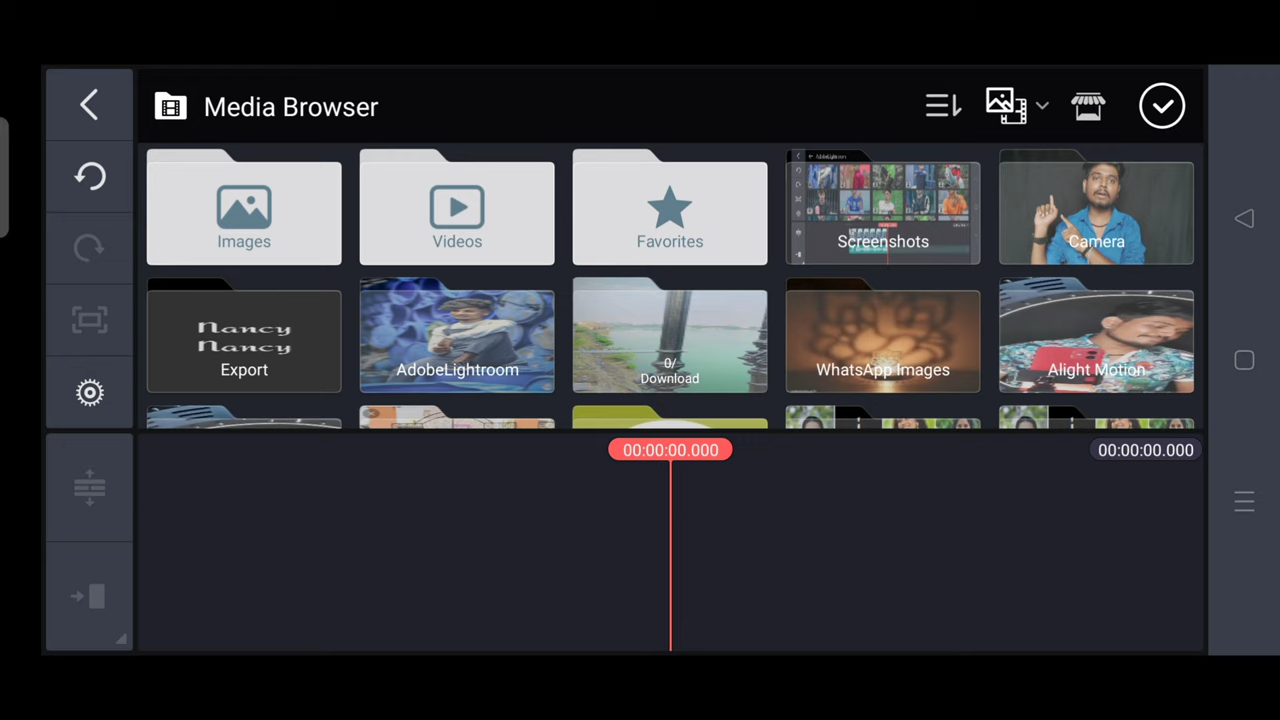 Media Browser
Images
Videos
Favorites
Screenshots
Camera
Nancy
Nancy
Export
AdobeLightroom
0/
Download
WhatsApp Images
Alight Motion
00:00:00.000
00:00:00.000